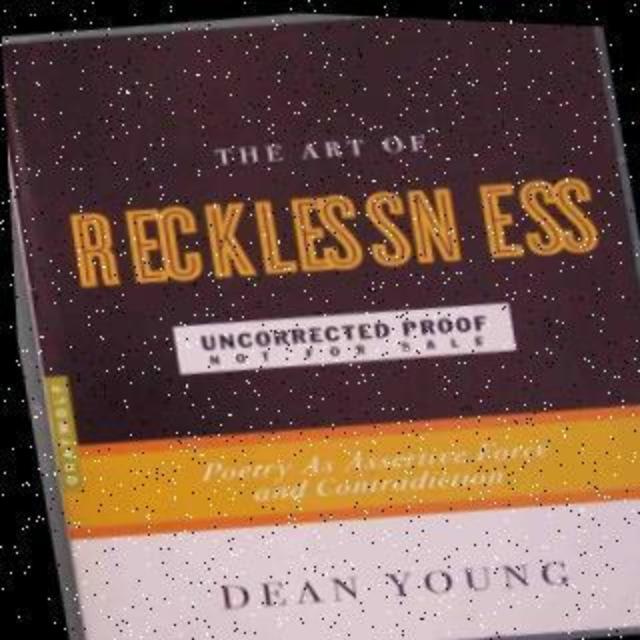 THE ART OF
RECKLESSNESS
UNCORRECTED PROOF
NOT FOR SALE
Poetry As Assertive Force
and Contradiction
DEAN YOUNG